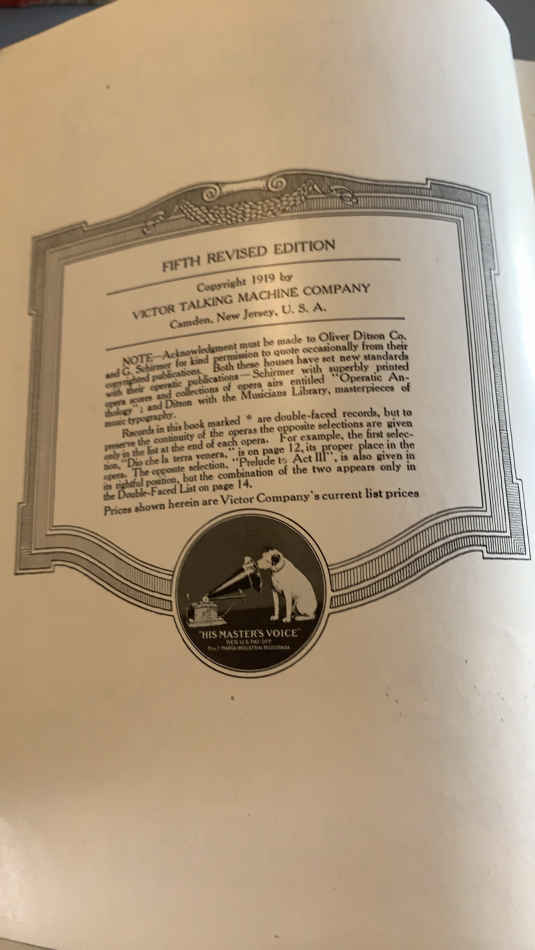 FIFTH REVISED EDITION
Copyright 1919 by
VICTOR TALKING MACHINE COMPANY
Camden, New Jersey, U. S. A.
NOTE—Acknowledgment must be made to Oliver Ditson Co.
and G. Schirmer for kind permission to quote occasionally from their
copyrighted publications. Both these houses have set new standards
with their operatic publications—Schirmer with superbly printed
opera scores and collections of opera airs entitled "Operatic An-
thology"; and Ditson with the Musicians Library, masterpieces of
music typography.
Records in this book marked * are double-faced records, but to
preserve the continuity of the operas the opposite selections are given
only in the list at the end of each opera. For example, the first selec-
tion, "Dio che la terra venera," is on page 12, its proper place in the
opera. The opposite selection, "Prelude to Act III", is also given in
its rightful position, but the combination of the two appears only in
the Double-Faced List on page 14.
Prices shown herein are Victor Company's current list prices
"HIS MASTER'S VOICE"
REG. U.S. PAT. OFF.
MARCA INDUSTRIAL REGISTRADA